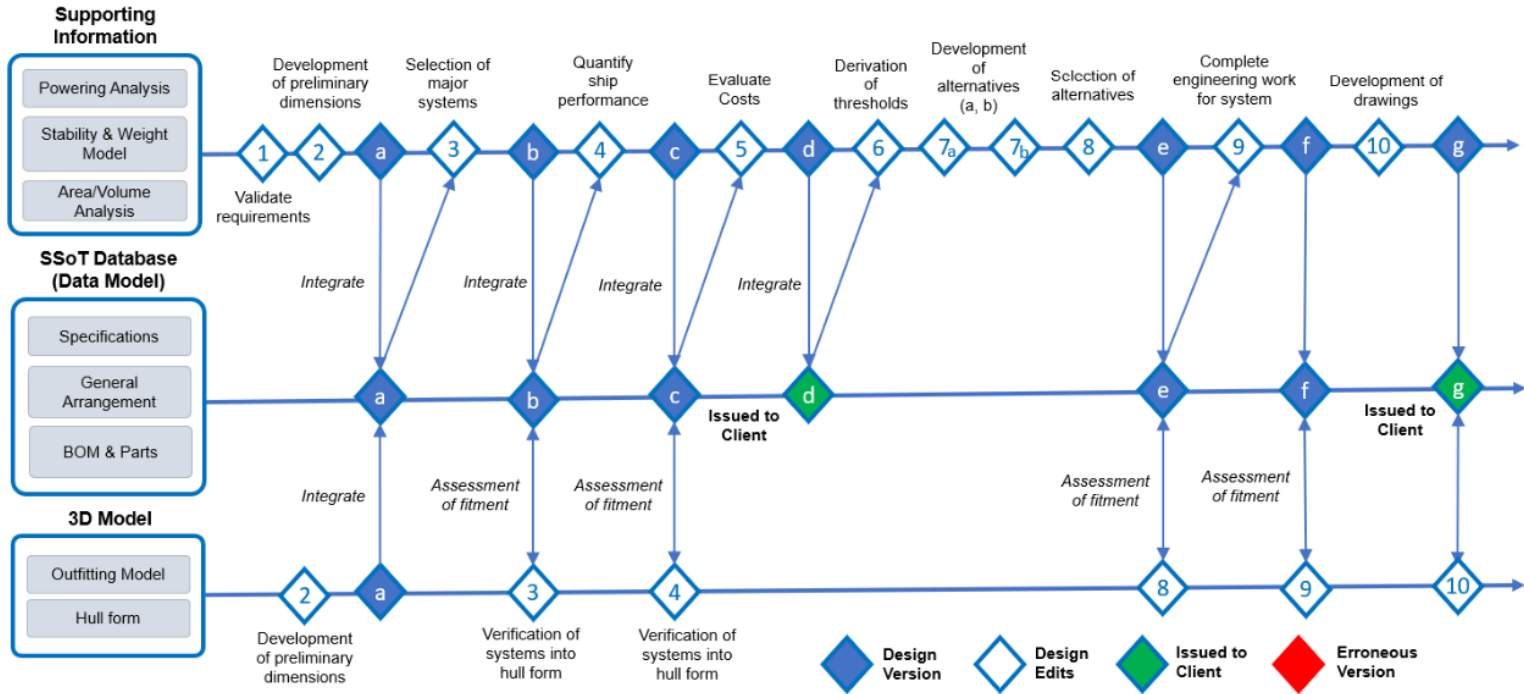 Supporting
Information
Powering Analysis
Stability & Weight
Model
Area/Volume
Analysis
Development
of preliminary
dimensions
Selection of
major
systems
Quantify
ship
performance
Evaluate
Costs
Derivation
of
thresholds
Development
of
alternatives
(a, b)
Selection of
alternatives
Complete
engineering work
for system
Development of
drawings
1
2
a
3
b
4
c
5
d
6
7a
7b
8
e
9
f
10
g
Validate
requirements
SSoT Database
(Data Model)
Specifications
General
Arrangement
BOM & Parts
Integrate
Integrate
Integrate
Integrate
a
b
c
d
e
f
g
Issued to
Client
Issued to
Client
Integrate
Assessment
of fitment
Assessment
of fitment
Assessment
of fitment
Assessment
of fitment
3D Model
Outfitting Model
Hull form
2
a
3
4
8
9
10
Development
of preliminary
dimensions
Verification of
systems into
hull form
Verification of
systems into
hull form
Design
Version
Design
Edits
Issued to
Client
Erroneous
Version